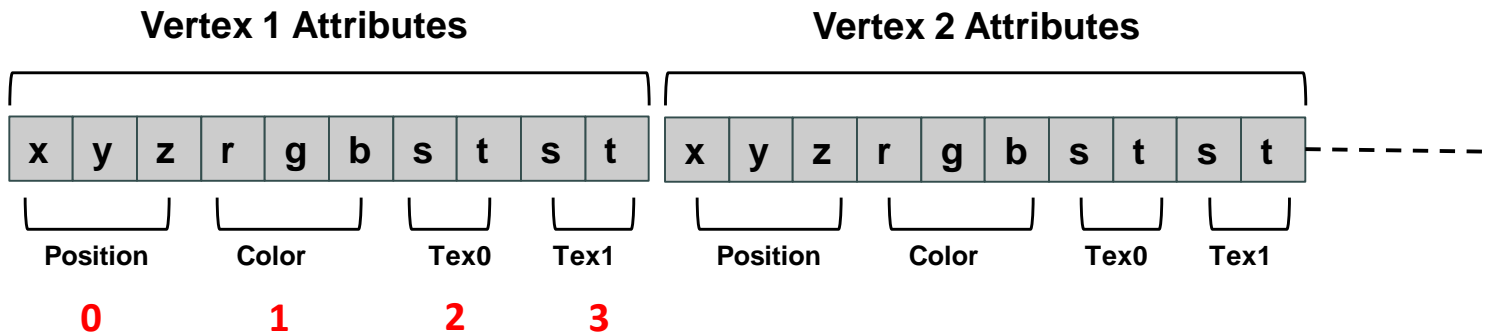 Vertex 1 Attributes Vertex 2 Attributes
x y z r g b s t s t x y z r g b s t s t
Position Color Tex0 Tex1 Position Color Tex0 Tex1
0 1 2 3